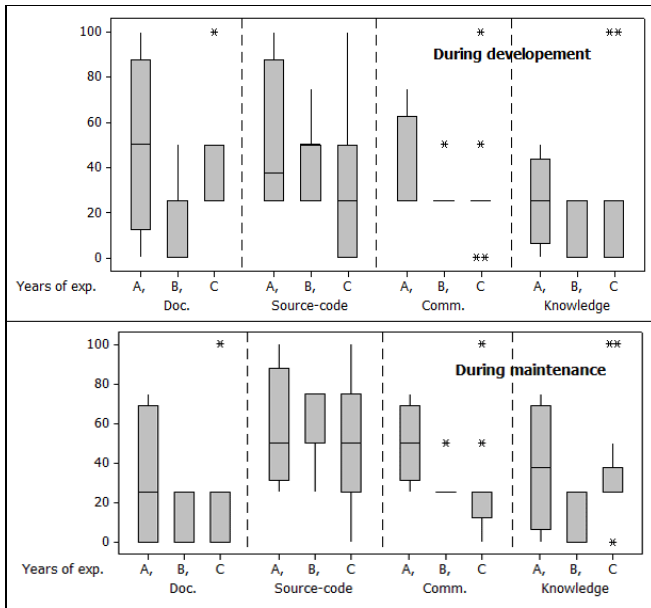 100
During developement
80
60
40
20
0
Years of exp. A, B, C A, B, C A, B, C A, B, C
Doc. Source-code Comm. Knowledge
100
During maintenance
80
60
40
20
0
Years of exp. A, B, C A, B, C A, B, C A, B, C
Doc. Source-code Comm. Knowledge